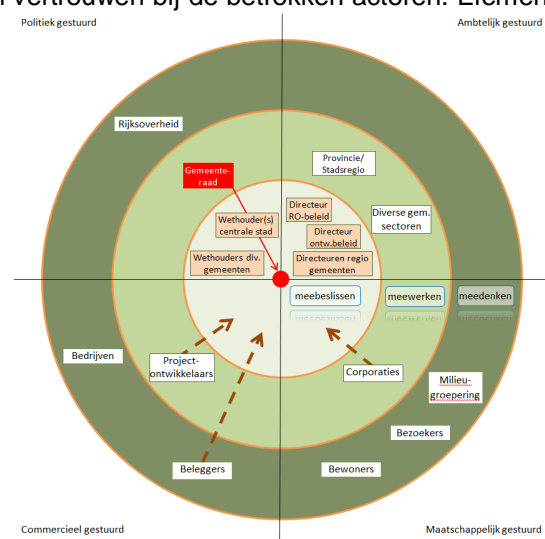 vertrouwen bij de betrokken actoren. Elemen
Politiek gestuurd
Ambtelijk gestuurd
Rijksoverheid
Provincie/
Stadsregio
Gemeente-
raad
Directeur
RO-beleid
Diverse gem.
sectoren
Wethouder(s)
centrale stad
Directeur
ontw.beleid
Wethouders div.
gemeenten
Directeuren regio
gemeenten
meebeslissen
meewerken
meedenken
Bedrijven
Project-
ontwikkelaars
Corporaties
Milieu-
groepering
Bezoekers
Beleggers
Bewoners
Commercieel gestuurd
Maatschappelijk gestuurd